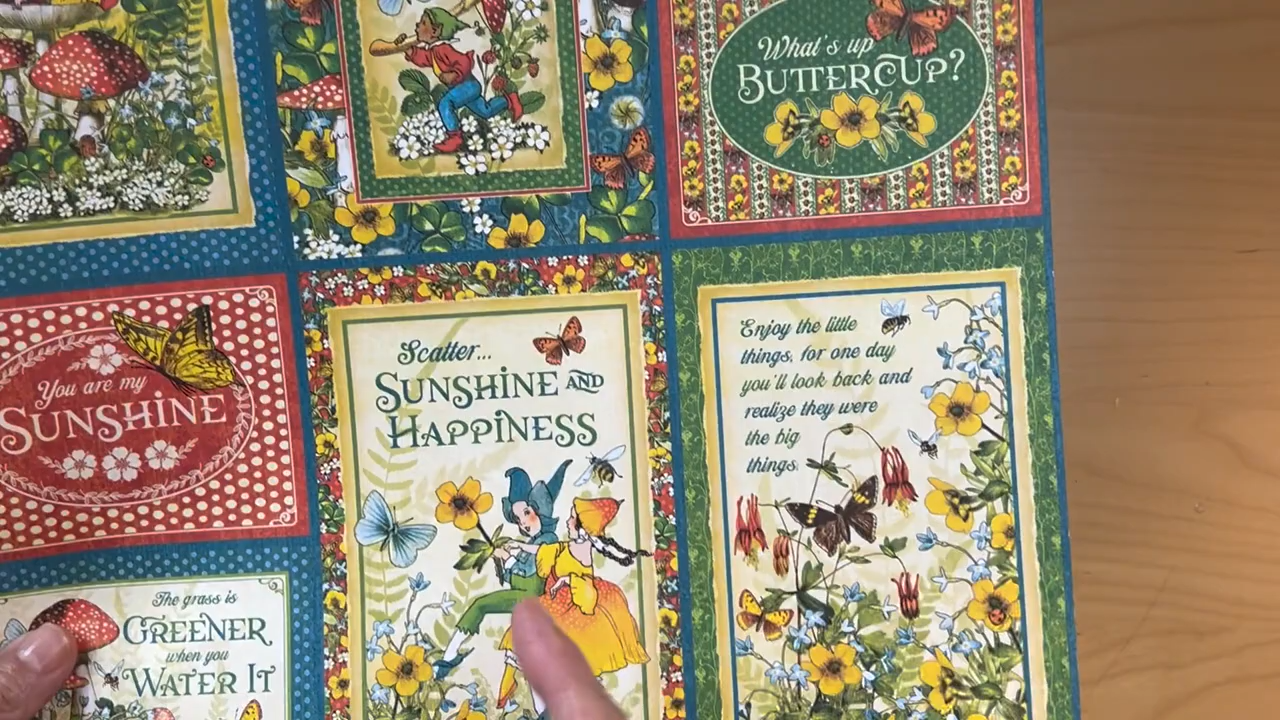 What's up
BUTTERCUP?
You are my
SUNSHINE
Scatter...
SUNSHINE AND
HAPPINESS
Enjoy the little
things, for one day
you'll look back and
realize they were
the big
things.
The grass is
GREENER
when you
WATER IT